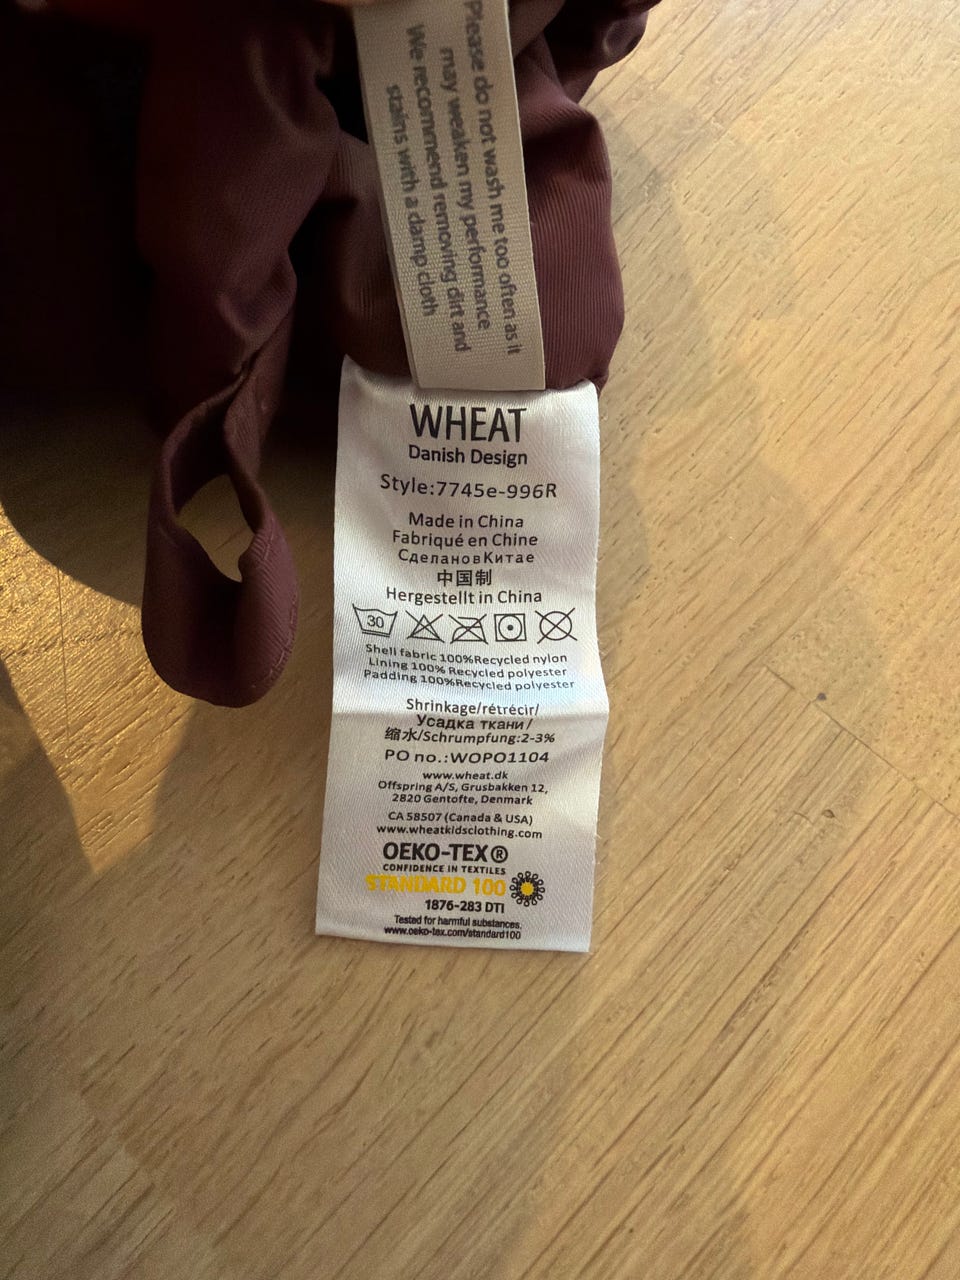 Please do not wash me too often as it
may weaken my performance
We recommend removing dirt and
stains with a damp cloth
WHEAT
Danish Design
Style:7745e-996R
Made in China
Fabriqué en Chine
СделановКитае
中国制
Hergestellt in China
30
Shell fabric 100%Recycled nylon
Lining 100% Recycled polyester
Padding 100%Recycled polyester
Shrinkage/rétrécir/
Усадка ткани/
缩水/Schrumpfung:2-3%
PO no.:WOPO1104
www.wheat.dk
Offspring A/S, Grusbakken 12,
2820 Gentofte, Denmark
CA 58507 (Canada & USA)
www.wheatkidsclothing.com
OEKO-TEX®
CONFIDENCE IN TEXTILES
STANDARD 100
1876-283 DTI
Tested for harmful substances,
www.oeko-tex.com/standard100